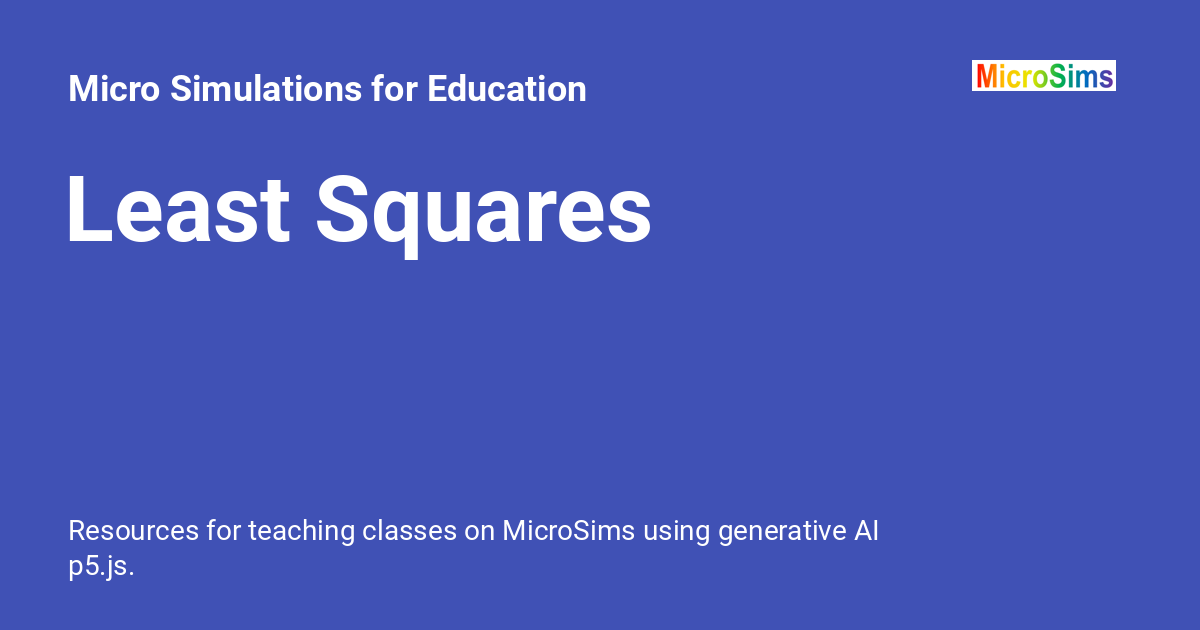 Micro Simulations for Education
MicroSims
Least Squares
Resources for teaching classes on MicroSims using generative AI
p5.js.